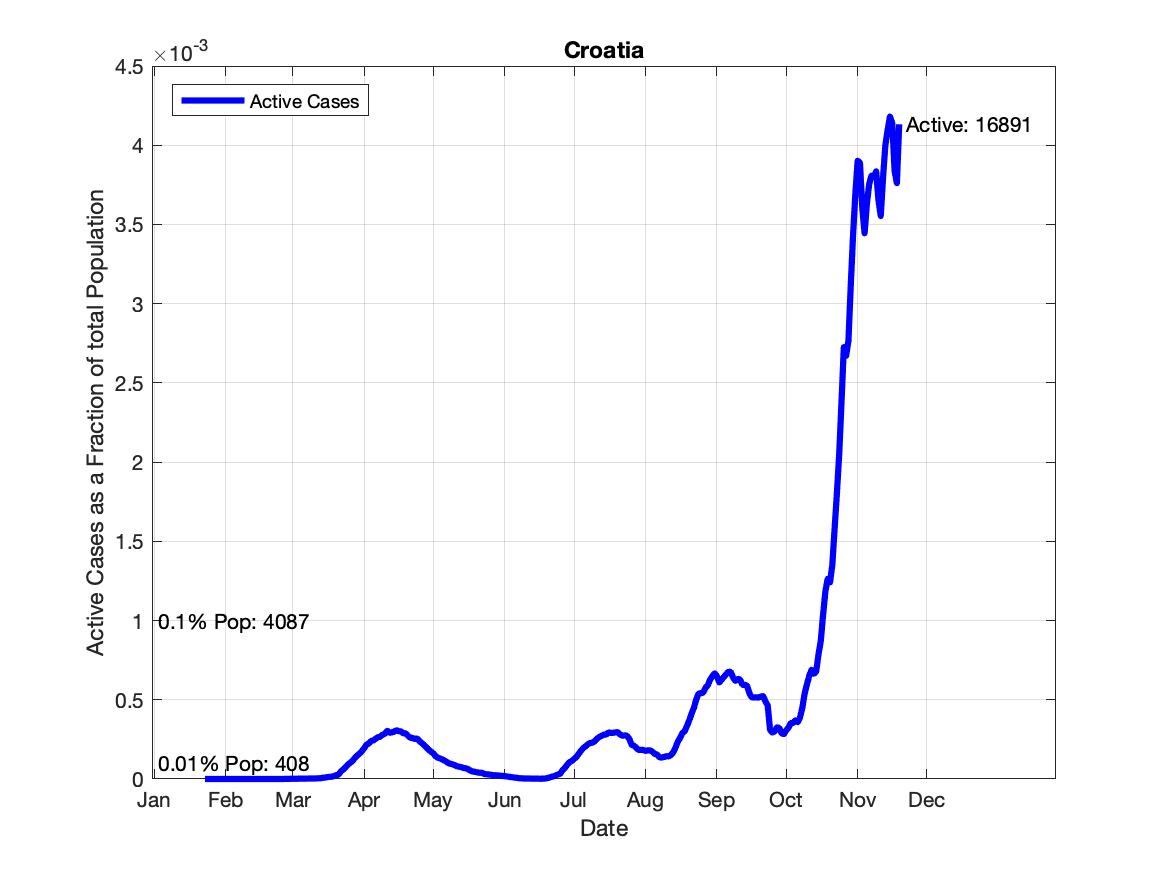 Croatia
×10⁻³
4.5
4
3.5
3
2.5
2
1.5
1
0.5
0
Active Cases as a Fraction of total Population
Active Cases
Active: 16891
0.1% Pop: 4087
0.01% Pop: 408
Jan Feb Mar Apr May Jun Jul Aug Sep Oct Nov Dec
Date